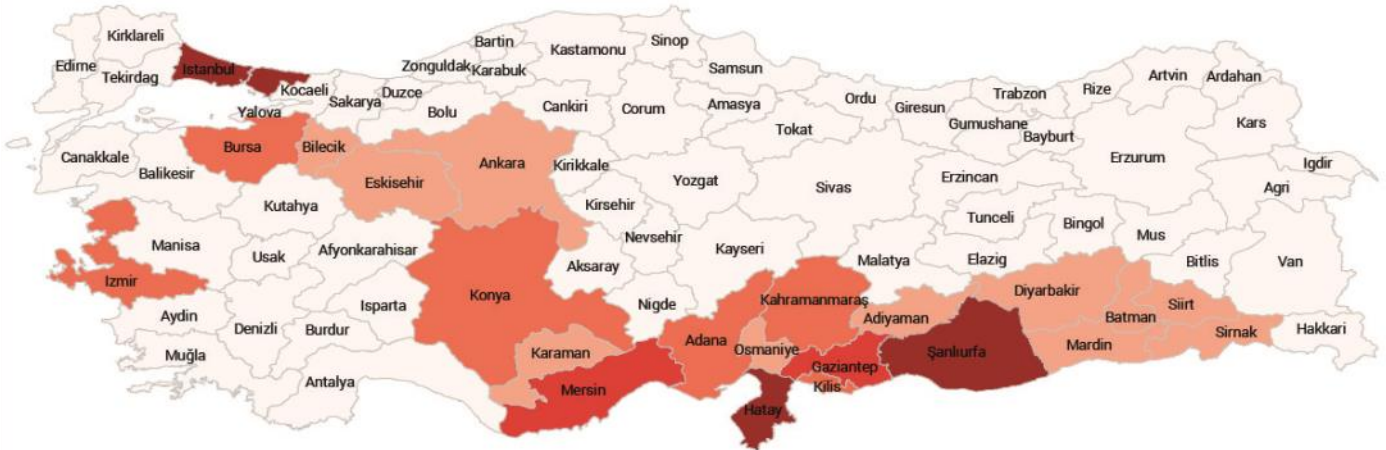 Kirklareli
Edirne
Tekirdag
Istanbul
Kocaeli
Yalova
Sakarya
Duzce
Zonguldak
Bartin
Karabuk
Kastamonu
Sinop
Samsun
Bolu
Cankiri
Corum
Amasya
Tokat
Ordu
Giresun
Gumushane
Trabzon
Bayburt
Rize
Artvin
Ardahan
Kars
Igdir
Agri
Erzurum
Erzincan
Canakkale
Balikesir
Bursa
Bilecik
Eskisehir
Ankara
Kirikkale
Yozgat
Sivas
Kirsehir
Nevsehir
Kayseri
Tunceli
Bingol
Mus
Bitlis
Van
Elazig
Malatya
Kutahya
Manisa
Usak
Afyonkarahisar
Izmir
Aydin
Denizli
Burdur
Isparta
Konya
Aksaray
Nigde
Muğla
Antalya
Karaman
Mersin
Adana
Osmaniye
Kahramanmaraş
Adiyaman
Gaziantep
Kilis
Hatay
Şanlıurfa
Diyarbakir
Batman
Siirt
Mardin
Sirnak
Hakkari